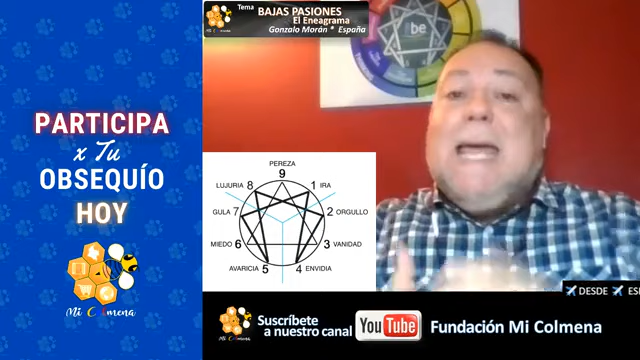 PARTICIPA
x Tu
OBSEQUÍO
HOY
Mi Colmena
Tema
BAJAS PASIONES
El Eneagrama
Gonzalo Morán * España
be
PEREZA
9
LUJURIA 8
1 IRA
GULA 7
2 ORGULLO
MIEDO 6
3 VANIDAD
AVARICIA 5
4 ENVIDIA
DESDE
Suscríbete
a nuestro canal
YouTube
Fundación Mi Colmena